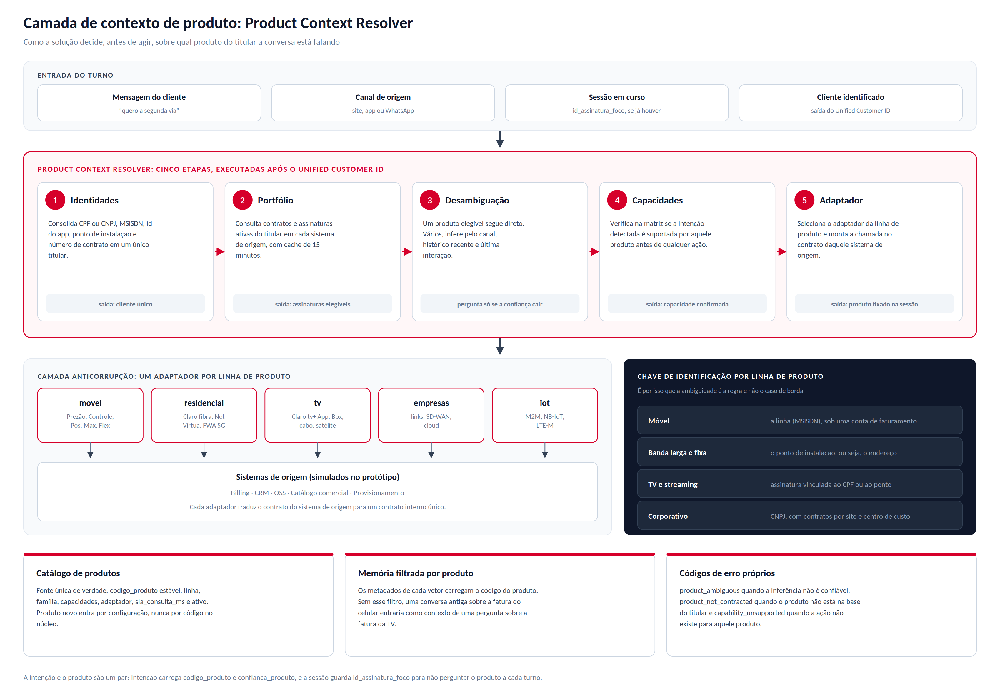 Camada de contexto de produto: Product Context Resolver
Como a solução decide, antes de agir, sobre qual produto do titular a conversa está falando
ENTRADA DO TURNO
Mensagem do cliente
“quero a segunda via”
Canal de origem
site, app ou WhatsApp
Sessão em curso
id_assinatura_foco, se já houver
Cliente identificado
saída do Unified Customer ID
PRODUCT CONTEXT RESOLVER: CINCO ETAPAS, EXECUTADAS APÓS O UNIFIED CUSTOMER ID
1 Identidades
Consolida CPF ou CNPJ, MSISDN, id
do app, ponto de instalação e
número de contrato em um único
titular.
saída: cliente único
2 Portfólio
Consulta contratos e assinaturas
ativas do titular em cada sistema
de origem, com cache de 15
minutos.
saída: assinaturas elegíveis
3 Desambiguação
Um produto elegível segue direto.
Vários, infere pelo canal,
histórico recente e última
interação.
pergunta só se a confiança cair
4 Capacidades
Verifica na matriz se a intenção
detectada é suportada por aquele
produto antes de qualquer ação.
saída: capacidade confirmada
5 Adaptador
Seleciona o adaptador da linha de
produto e monta a chamada no
contrato daquele sistema de
origem.
saída: produto fixado na sessão
CAMADA ANTICORRUPÇÃO: UM ADAPTADOR POR LINHA DE PRODUTO
movel
Prezão, Controle,
Pós, Max, Flex
residencial
Claro fibra, Net
Vírtua, FWA 5G
tv
Claro tv+ App, Box,
cabo, satélite
empresas
links, SD-WAN,
cloud
iot
M2M, NB-IoT,
LTE-M
Sistemas de origem (simulados no protótipo)
Billing · CRM · OSS · Catálogo comercial · Provisionamento
Cada adaptador traduz o contrato do sistema de origem para um contrato interno único.
CHAVE DE IDENTIFICAÇÃO POR LINHA DE PRODUTO
É por isso que a ambiguidade é a regra e não o caso de borda
Móvel a linha (MSISDN), sob uma conta de faturamento
Banda larga e fixa o ponto de instalação, ou seja, o endereço
TV e streaming assinatura vinculada ao CPF ou ao ponto
Corporativo CNPJ, com contratos por site e centro de custo
Catálogo de produtos
Fonte única de verdade: codigo_produto estável, linha,
família, capacidades, adaptador, sla_consulta_ms e ativo.
Produto novo entra por configuração, nunca por código no
núcleo.
Memória filtrada por produto
Os metadados de cada vetor carregam o código do produto.
Sem esse filtro, uma conversa antiga sobre a fatura do
celular entraria como contexto de uma pergunta sobre a
fatura da TV.
Códigos de erro próprios
product_ambiguous quando a inferência não é confiável,
product_not_contracted quando o produto não está na base
do titular e capability_unsupported quando a ação não
existe para aquele produto.
A intenção e o produto são um par: intencao carrega codigo_produto e confianca_produto, e a sessão guarda id_assinatura_foco para não perguntar o produto a cada turno.